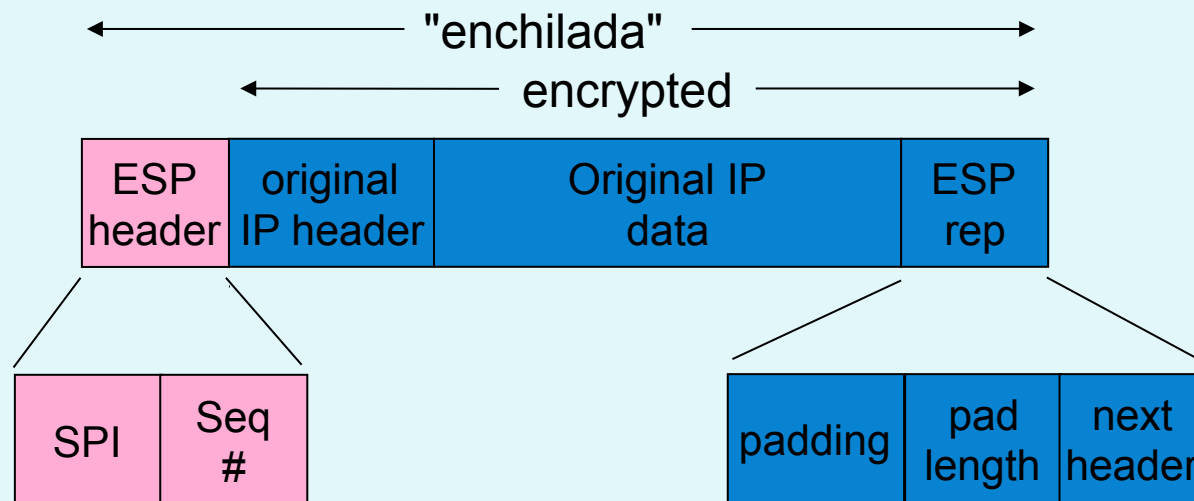 "enchilada"
encrypted
ESP
header
original
IP header
Original IP
data
ESP
rep
SPI
Seq
#
padding
pad
length
next
header